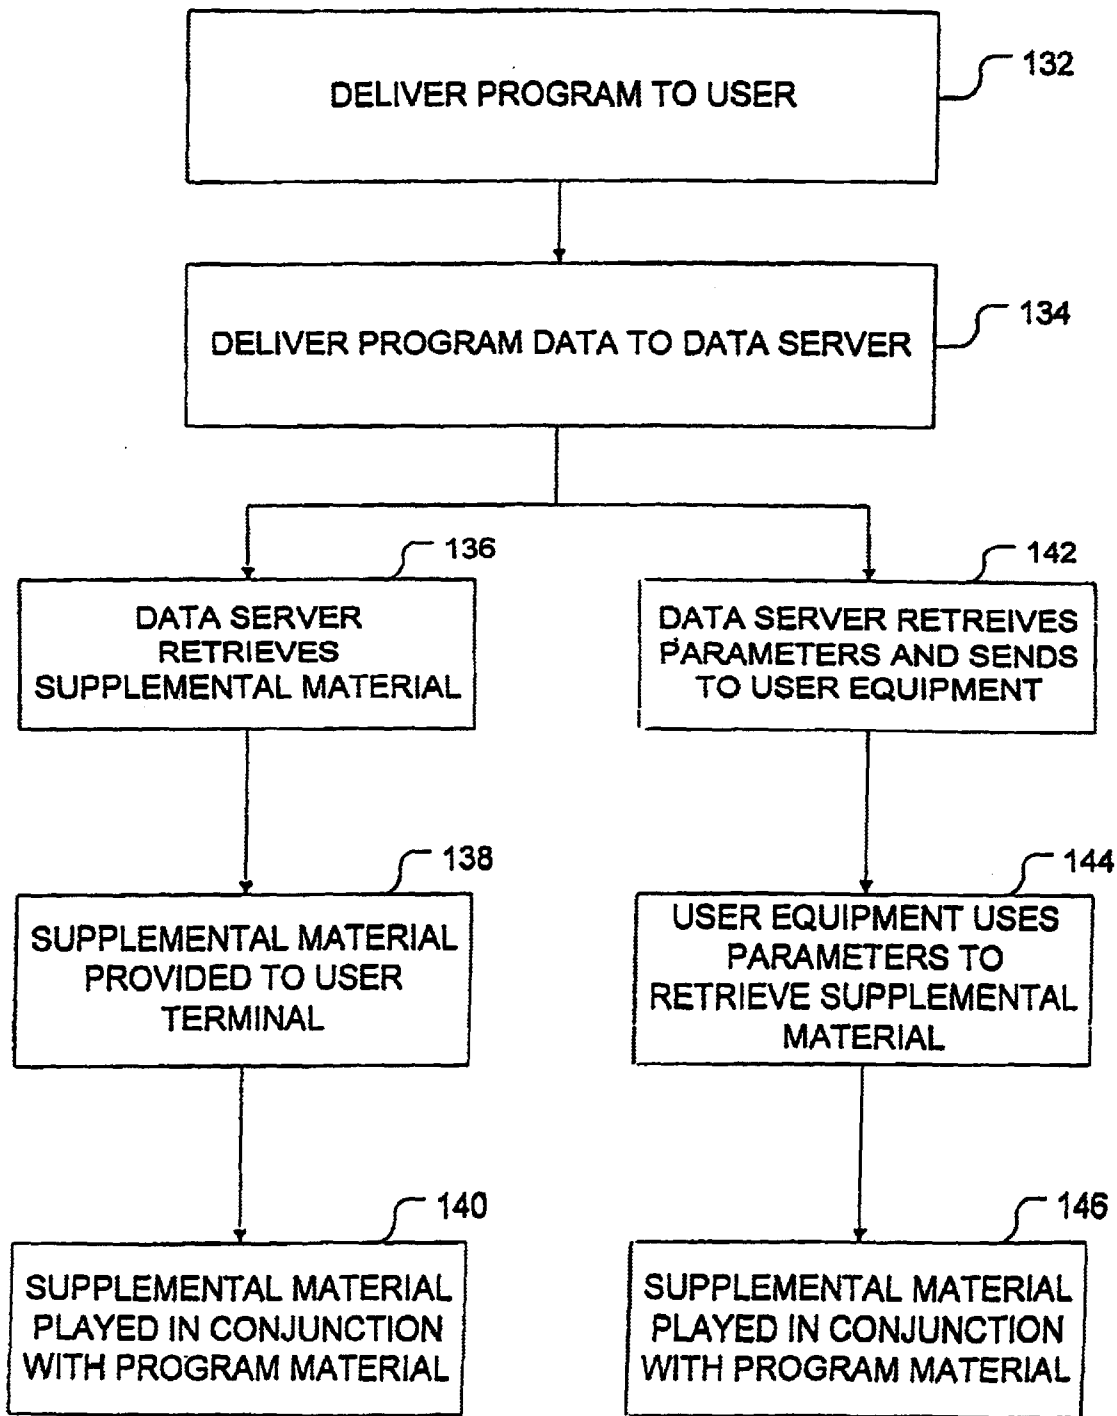 DELIVER PROGRAM TO USER
132
DELIVER PROGRAM DATA TO DATA SERVER
134
136
DATA SERVER
RETRIEVES
SUPPLEMENTAL MATERIAL
142
DATA SERVER RETREIVES
PARAMETERS AND SENDS
TO USER EQUIPMENT
138
SUPPLEMENTAL MATERIAL
PROVIDED TO USER
TERMINAL
144
USER EQUIPMENT USES
PARAMETERS TO
RETRIEVE SUPPLEMENTAL
MATERIAL
140
SUPPLEMENTAL MATERIAL
PLAYED IN CONJUNCTION
WITH PROGRAM MATERIAL
146
SUPPLEMENTAL MATERIAL
PLAYED IN CONJUNCTION
WITH PROGRAM MATERIAL